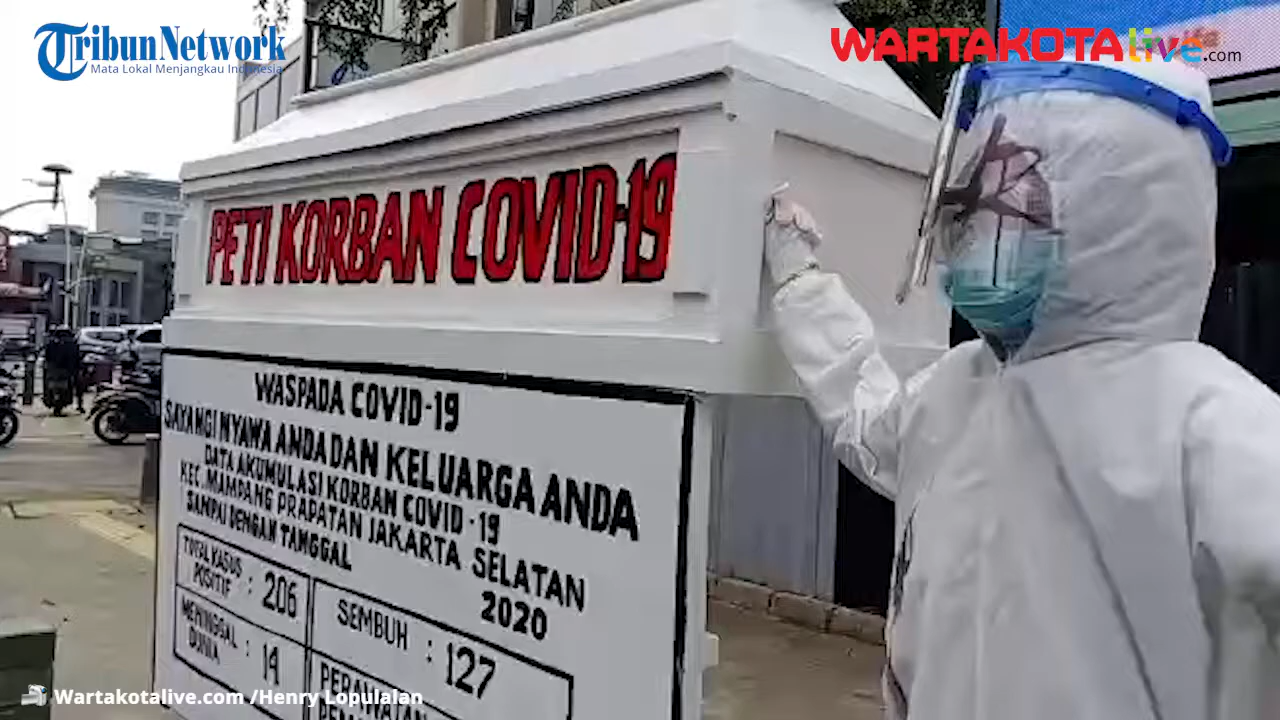 TribunNetwork
Mata Lokal Menjangkau Indonesia
WARTAKOTAlive.com
PETI KORBAN COVID-19
WASPADA COVID-19
SAYANGI NYAWA ANDA DAN KELUARGA ANDA
DATA AKUMULASI KORBAN COVID-19
KEC. MAMPANG PRAPATAN JAKARTA SELATAN
SAMPAI DENGAN TANGGAL 2020
TOTAL KASUS POSITIF : 206
SEMBUH : 127
MENINGGAL DUNIA : 14
PERAWATAN
Wartakotalive.com /Henry Lopulalan